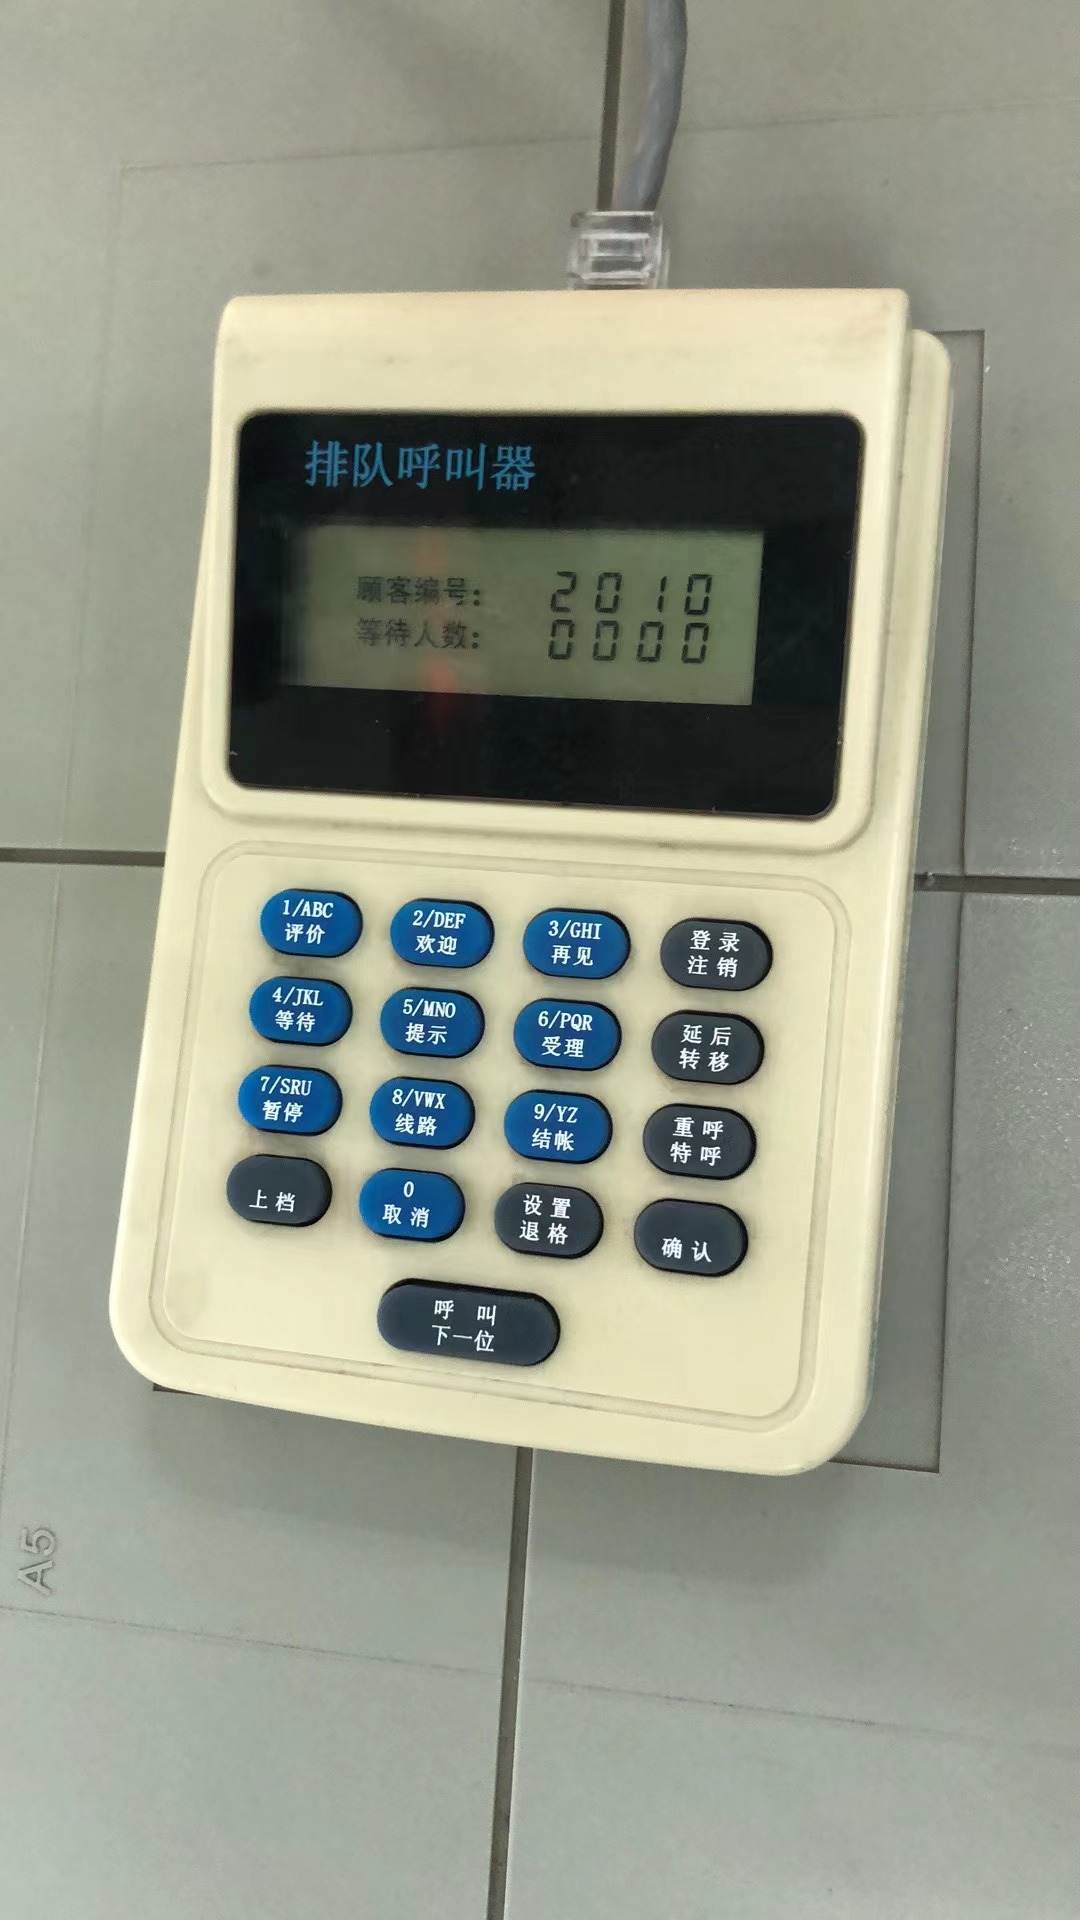 排队呼叫器
顾客编号： 2010
等待人数： 0000
1/ABC
评价
2/DEF
欢迎
3/GHI
再见
登录
注销
4/JKL
等待
5/MNO
提示
6/PQR
受理
延后
转移
7/SRU
暂停
8/VWX
线路
9/YZ
结帐
重呼
特呼
上档
0
取消
设置
退格
确认
呼 叫
下一位
A5